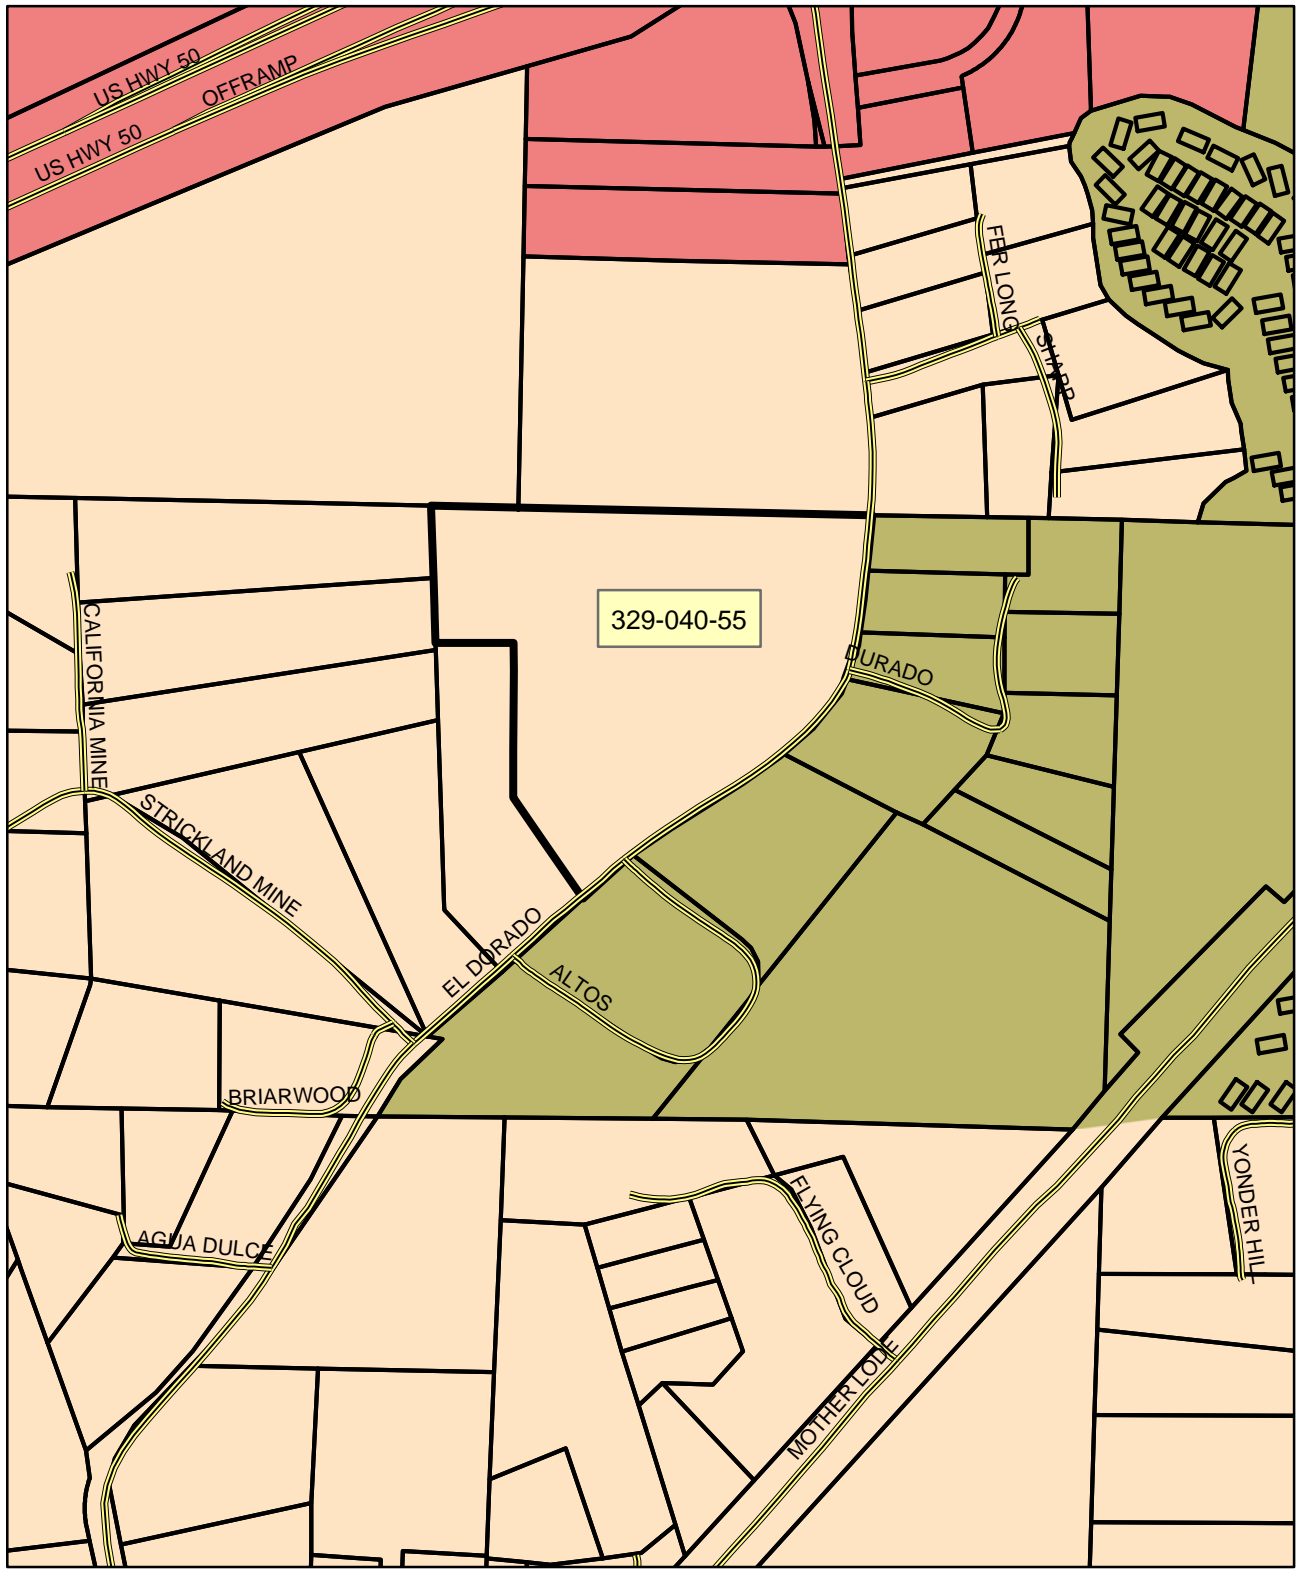 US HWY 50
OFFRAMP
US HWY 50
FER LONG
SHARP
329-040-55
CALIFORNIA MINE
DURADO
STRICKLAND MINE
EL DORADO
ALTOS
BRIARWOOD
YONDER HILL
AGUA DULCE
FLYING CLOUD
MOTHER LODE